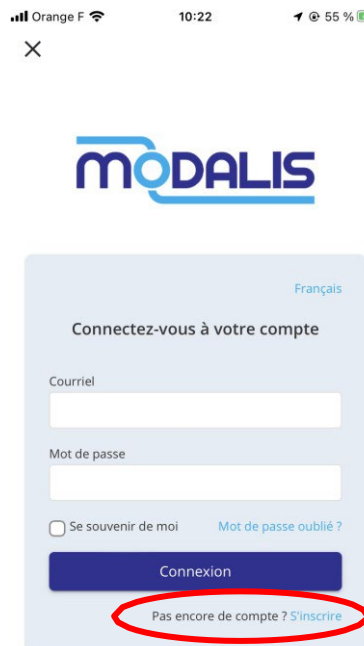 Orange F 10:22 55 %
MODALIS
Français
Connectez-vous à votre compte
Courriel
Mot de passe
Se souvenir de moi Mot de passe oublié ?
Connexion
Pas encore de compte ? S'inscrire